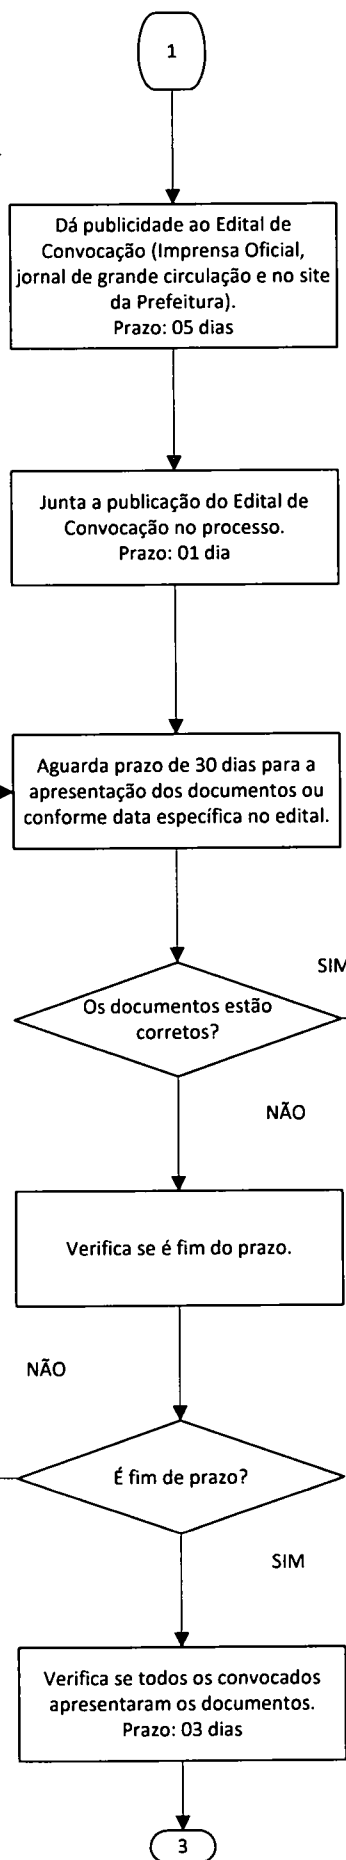 1
Dá publicidade ao Edital de
Convocação (Imprensa Oficial,
jornal de grande circulação e no site
da Prefeitura).
Prazo: 05 dias
Junta a publicação do Edital de
Convocação no processo.
Prazo: 01 dia
Aguarda prazo de 30 dias para a
apresentação dos documentos ou
conforme data específica no edital.
SIM
Os documentos estão
corretos?
NÃO
Verifica se é fim do prazo.
NÃO
É fim de prazo?
SIM
Verifica se todos os convocados
apresentaram os documentos.
Prazo: 03 dias
3